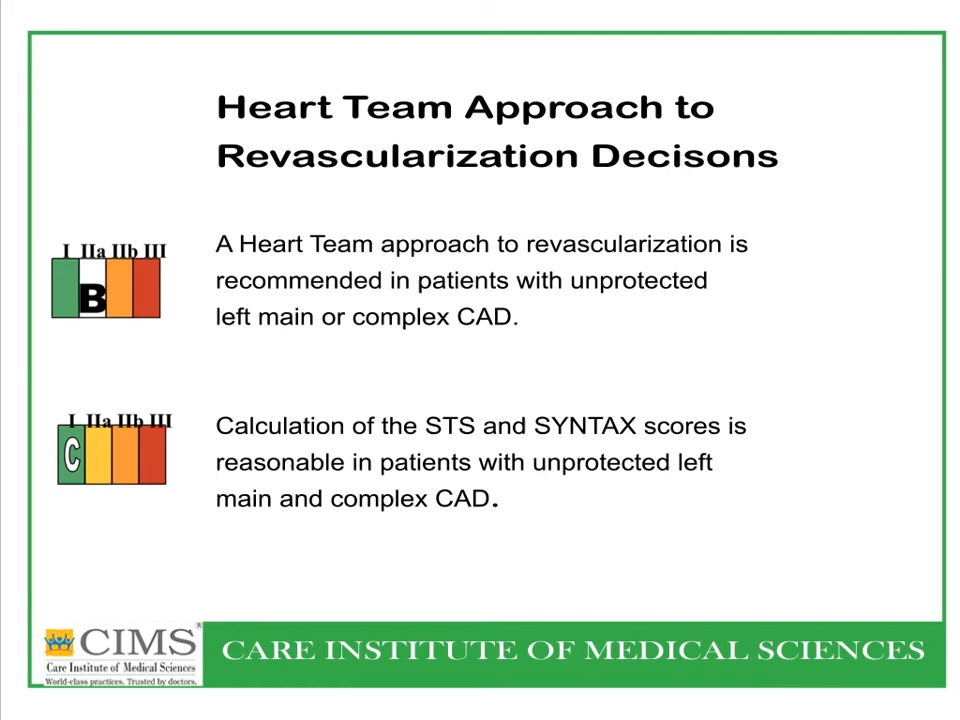 Heart Team Approach to
Revascularization Decisons
I IIa IIb III
B
A Heart Team approach to revascularization is
recommended in patients with unprotected
left main or complex CAD.
I IIa IIb III
C
Calculation of the STS and SYNTAX scores is
reasonable in patients with unprotected left
main and complex CAD.
CIMS®
Care Institute of Medical Sciences
World-class practices. Trusted by doctors.
CARE INSTITUTE OF MEDICAL SCIENCES